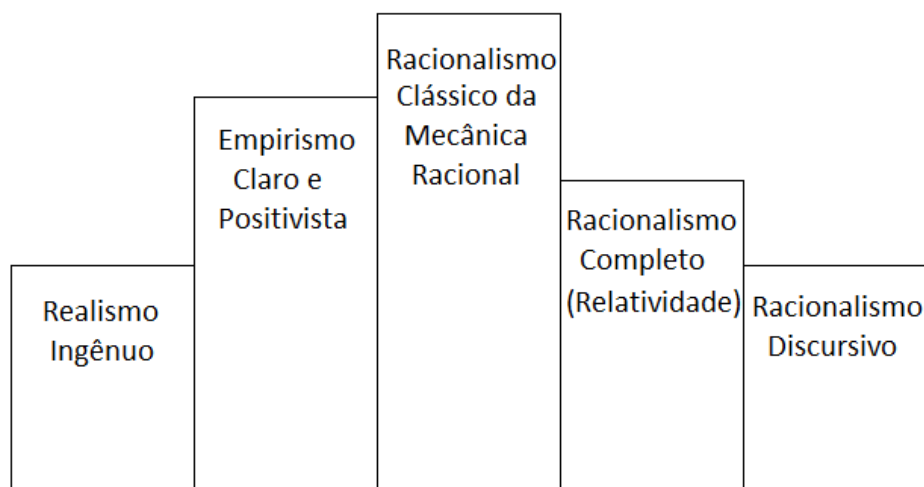 Realismo
Ingênuo
Empirismo
Claro e
Positivista
Racionalismo
Clássico da
Mecânica
Racional
Racionalismo
Completo
(Relatividade)
Racionalismo
Discursivo